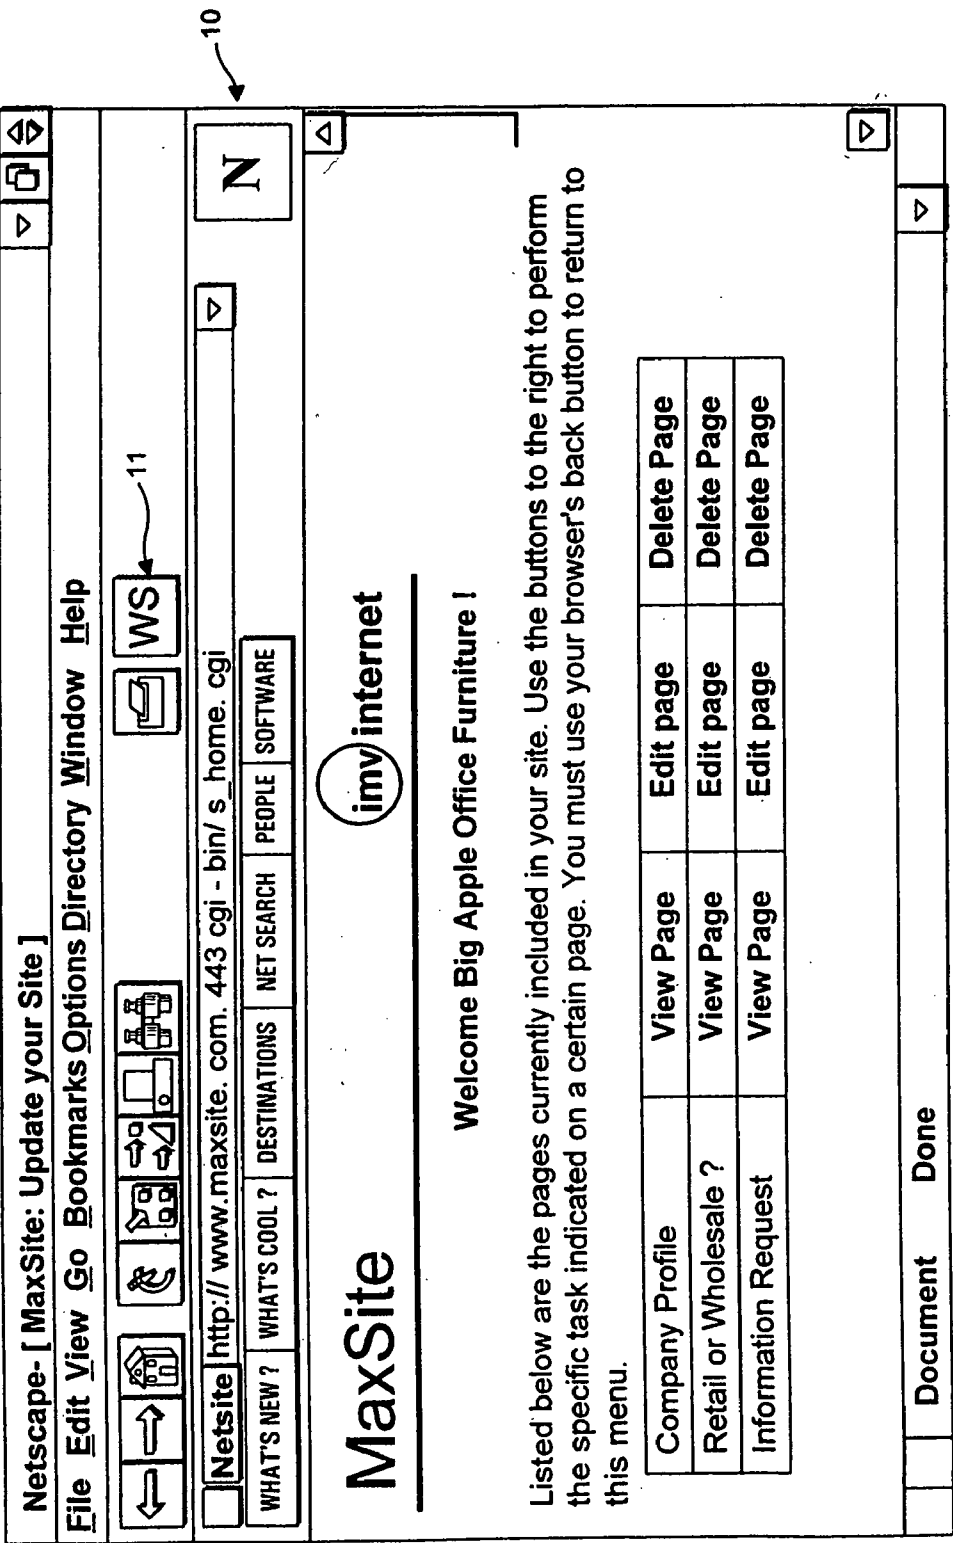 10
Netscape- [ MaxSite: Update your Site ]
File Edit View Go Bookmarks Options Directory Window Help
WS 11
Netsite http:// www.maxsite. com. 443 cgi - bin/ s_home. cgi
N
WHAT'S NEW ? WHAT'S COOL ? DESTINATIONS NET SEARCH PEOPLE SOFTWARE
MaxSite imv internet
Welcome Big Apple Office Furniture !
Listed below are the pages currently included in your site. Use the buttons to the right to perform
the specific task indicated on a certain page. You must use your browser's back button to return to
this menu.
Company Profile View Page Edit page Delete Page
Retail or Wholesale ? View Page Edit page Delete Page
Information Request View Page Edit page Delete Page
Document Done